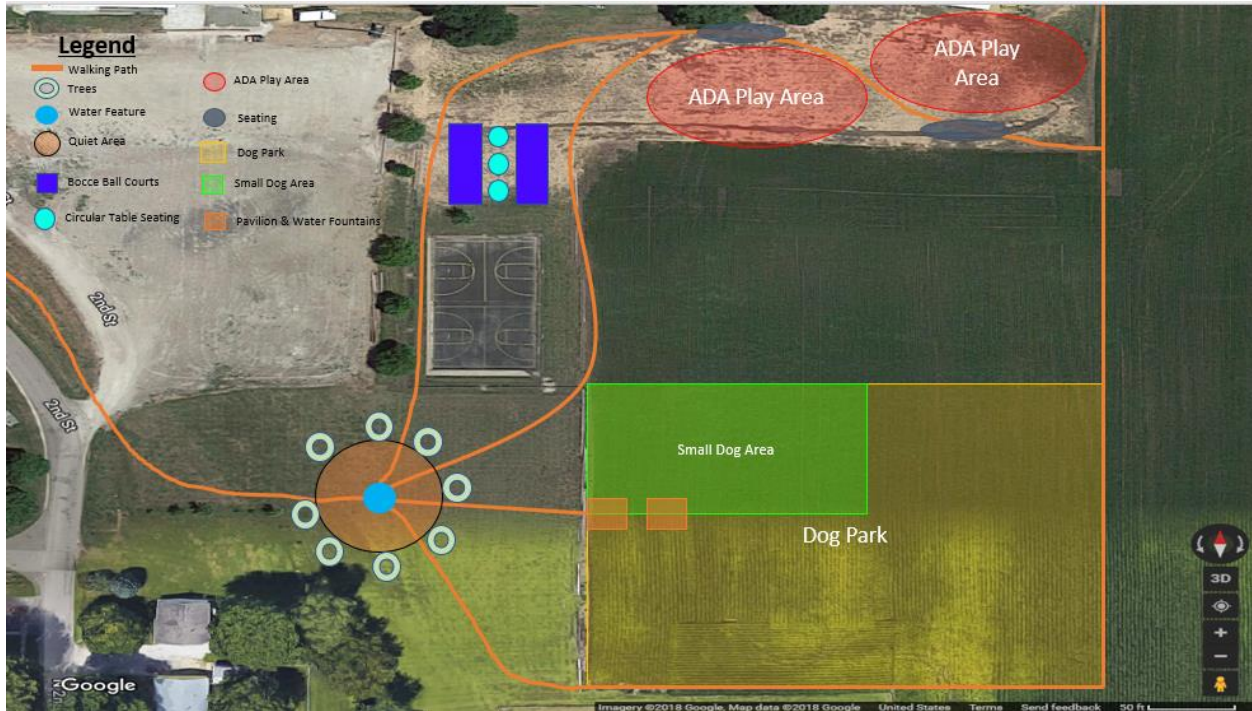 Legend
Walking Path
Trees
Water Feature
Quiet Area
Bocce Ball Courts
Circular Table Seating
ADA Play Area
Seating
Dog Park
Small Dog Area
Pavilion & Water Fountains
ADA Play Area
ADA Play
Area
2nd St
2nd St
Small Dog Area
Dog Park
3D
Google
Imagery ©2018 Google, Map data ©2018 Google United States Terms Send feedback 50 ft